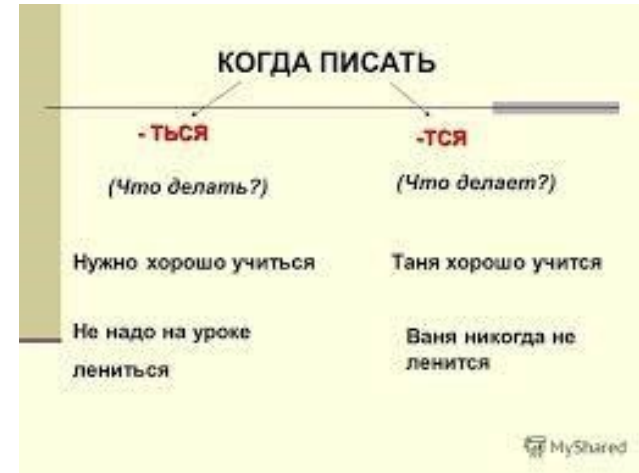 КОГДА ПИСАТЬ
- ТЬСЯ
(Что делать?)
Нужно хорошо учиться
Не надо на уроке
лениться
-ТСЯ
(Что делает?)
Таня хорошо учится
Ваня никогда не
ленится
MyShared